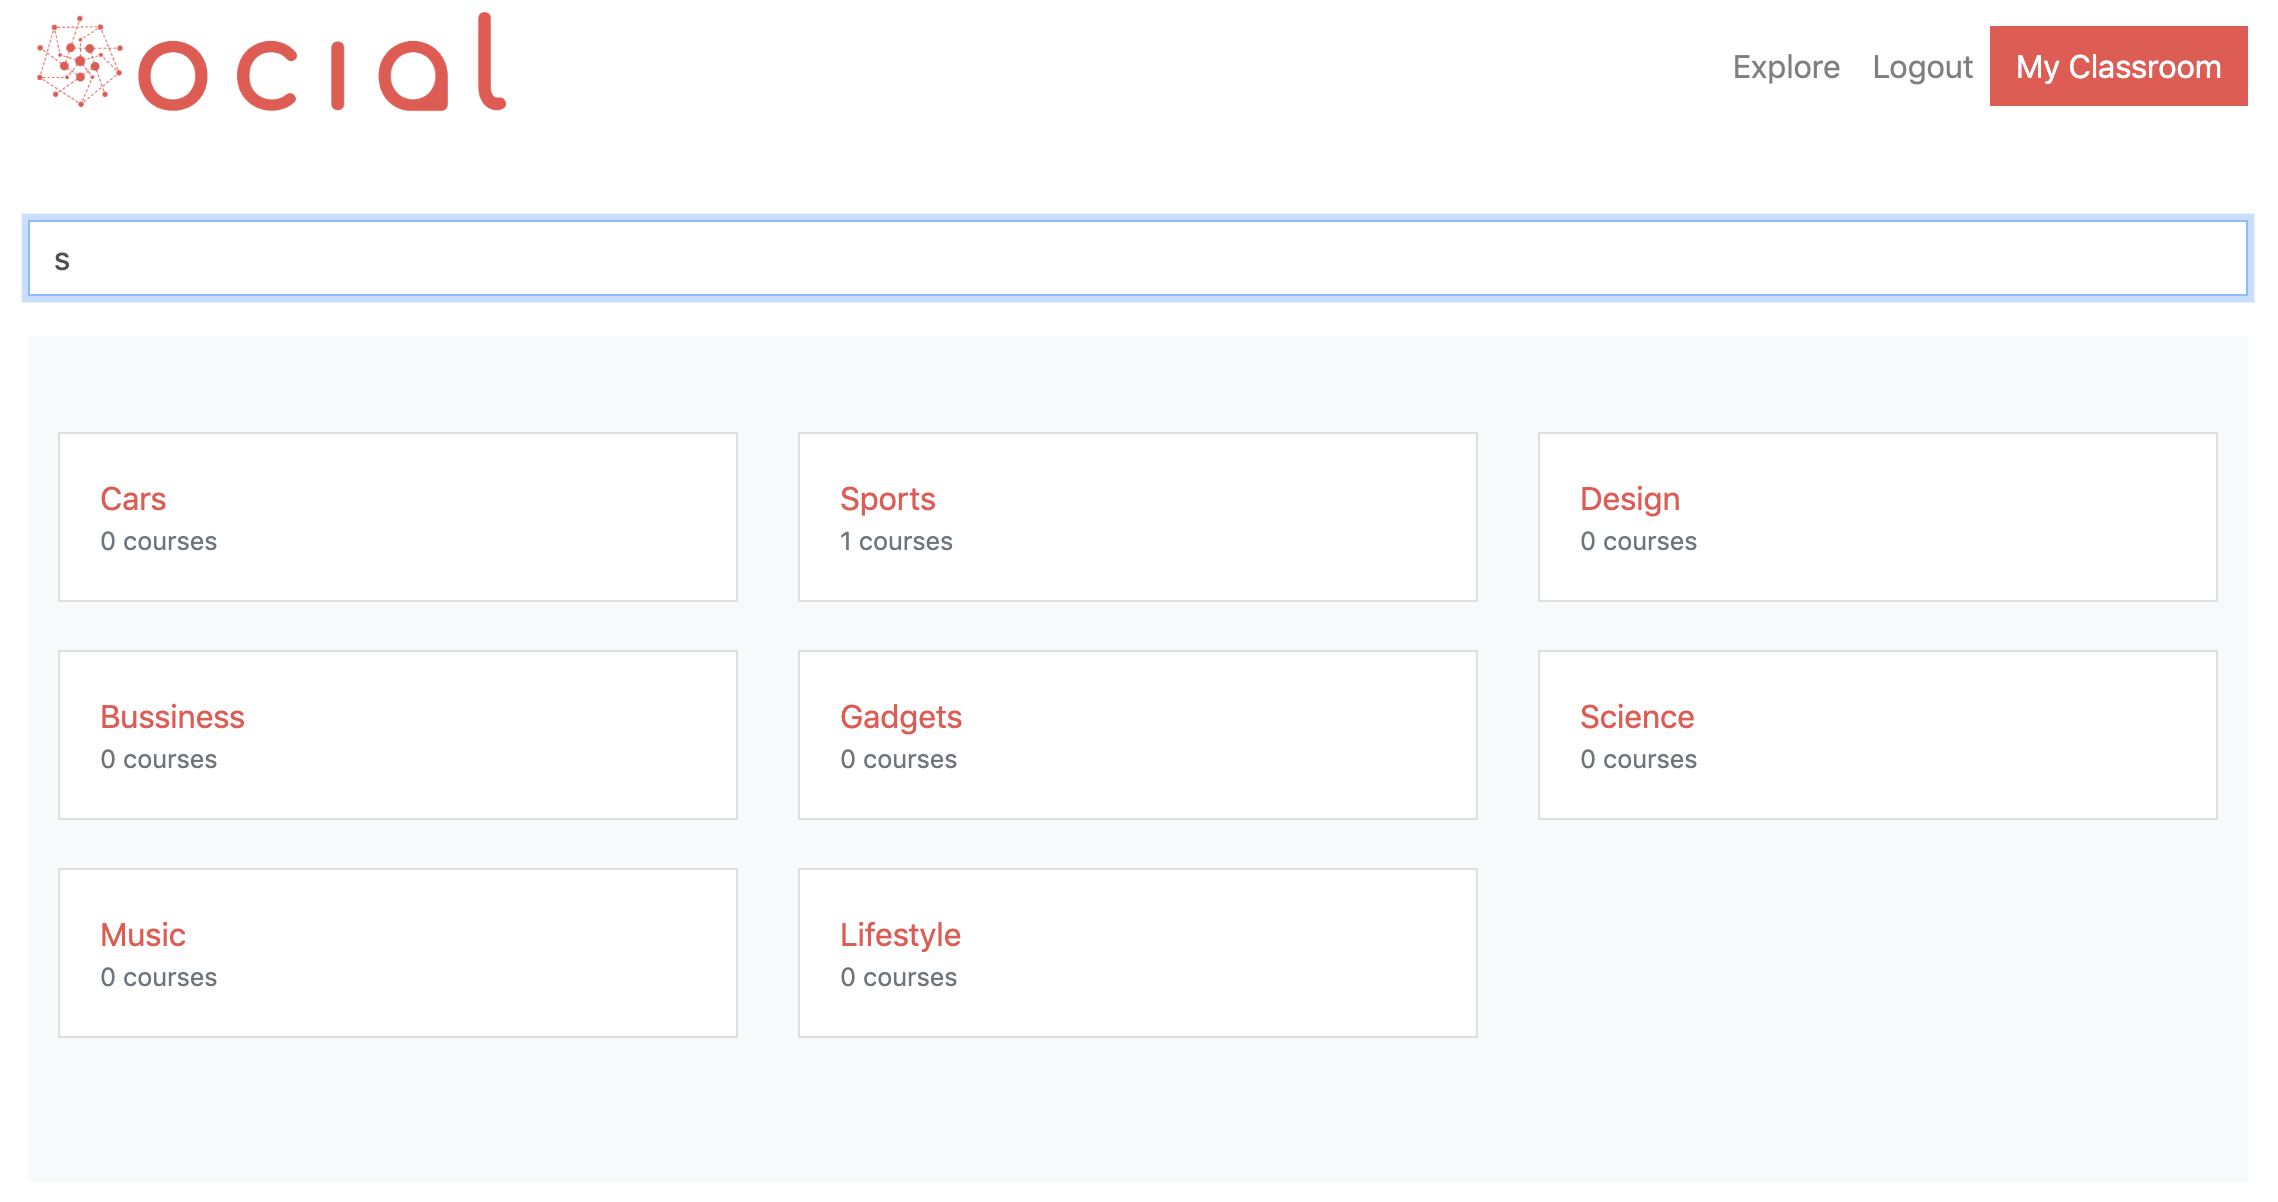 ocial
Explore Logout My Classroom
s
Cars
0 courses
Sports
1 courses
Design
0 courses
Bussiness
0 courses
Gadgets
0 courses
Science
0 courses
Music
0 courses
Lifestyle
0 courses